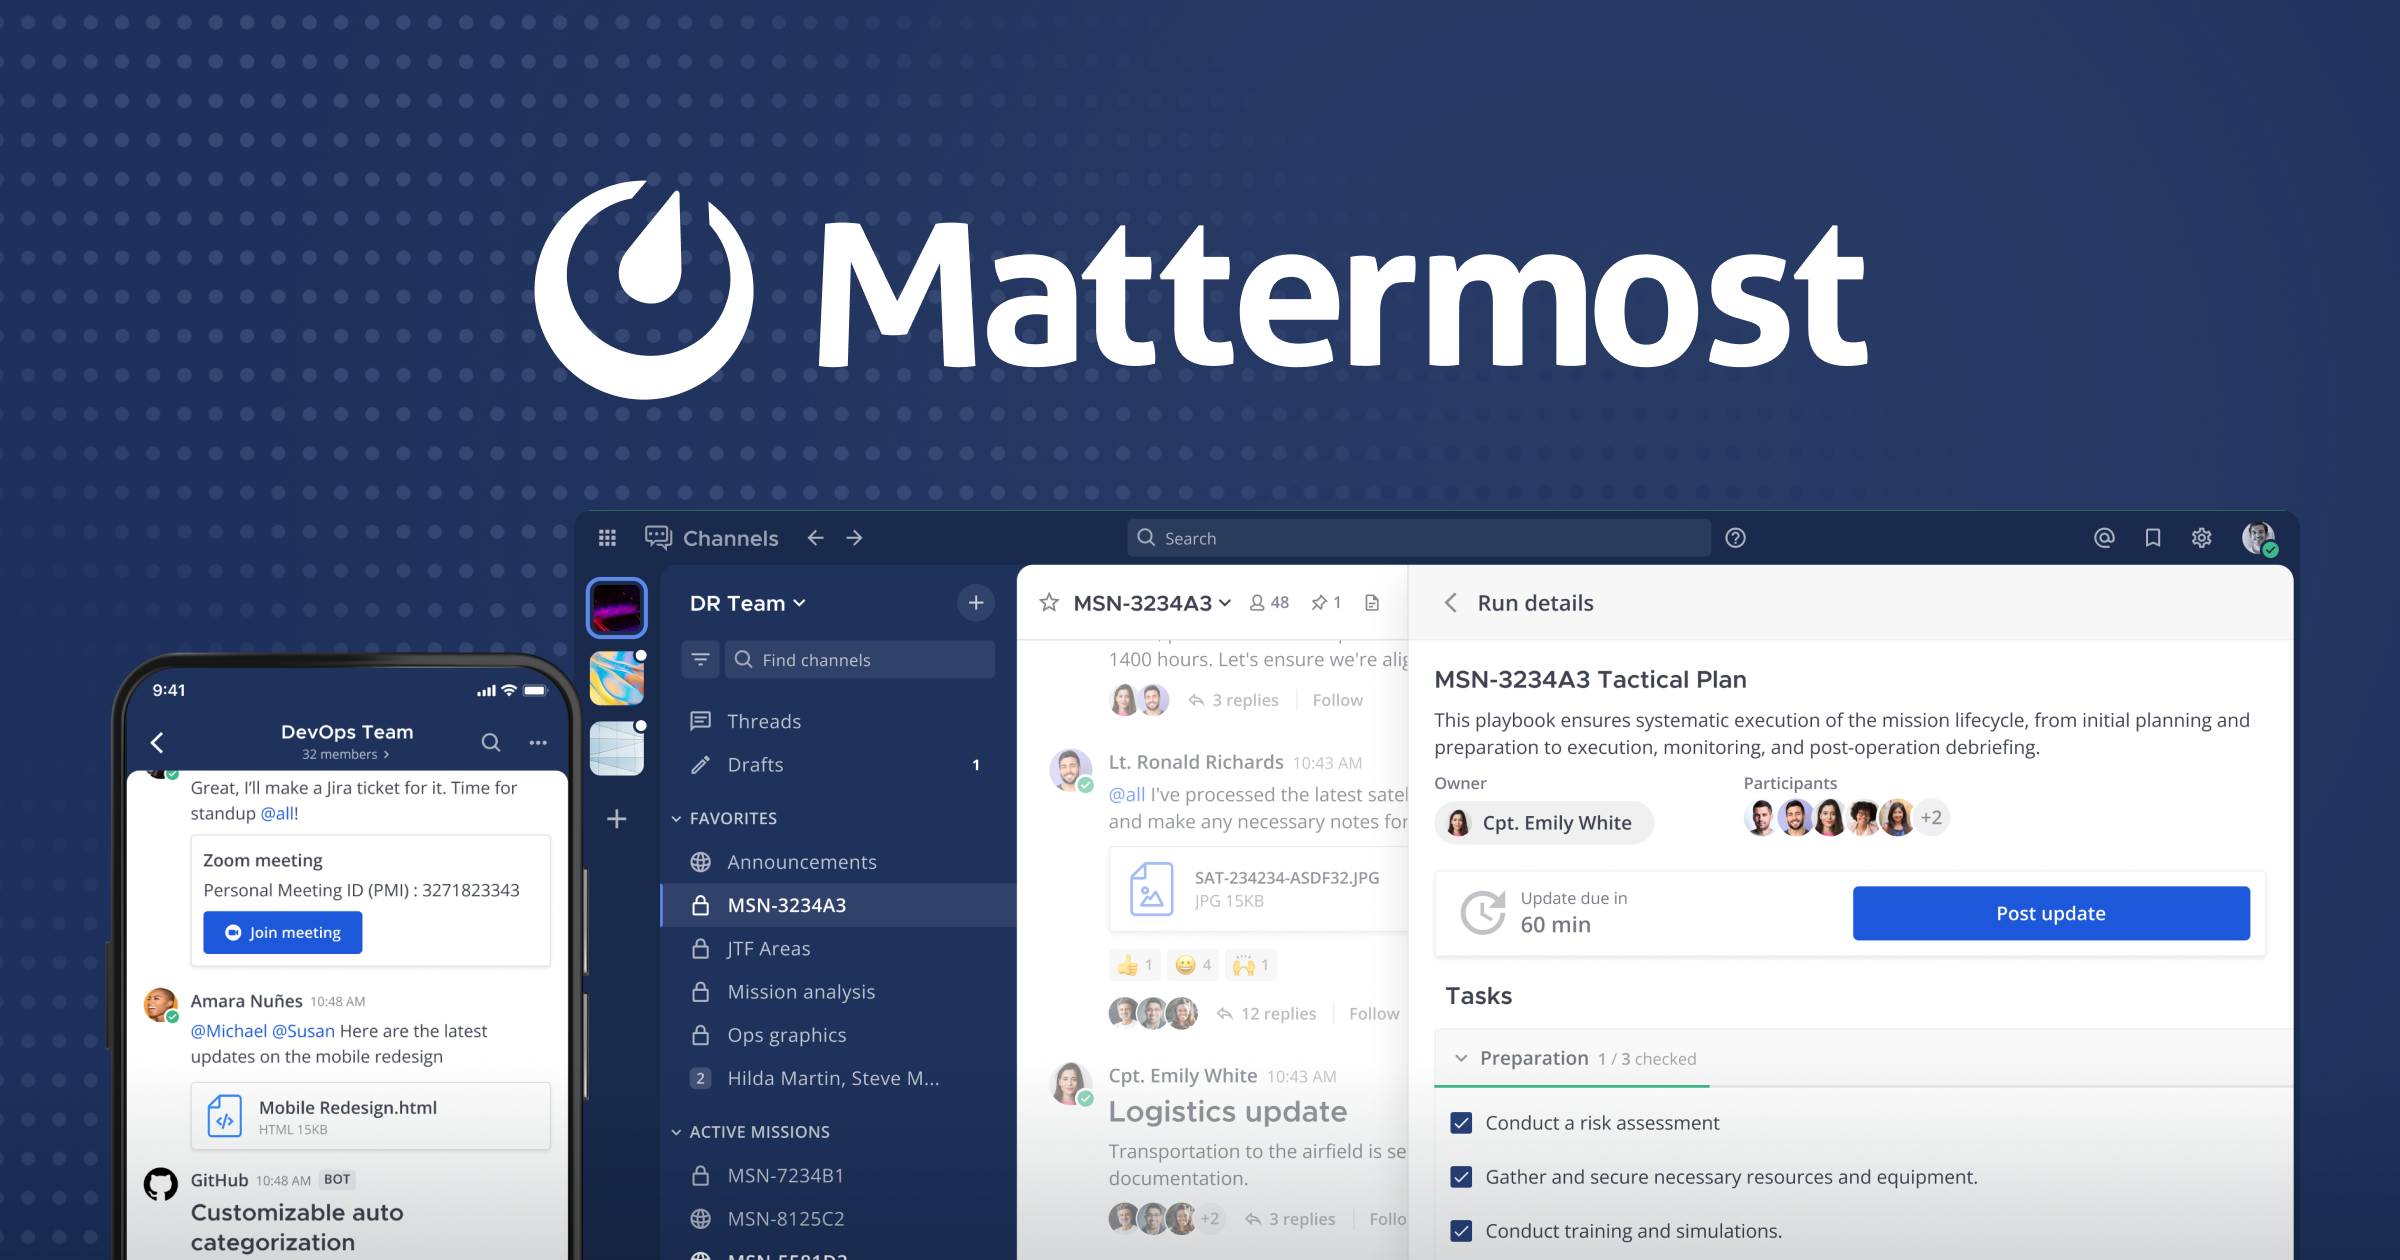 Mattermost
9:41
DevOps Team
32 members
Great, I'll make a Jira ticket for it. Time for
standup @all!
Zoom meeting
Personal Meeting ID (PMI) : 3271823343
Join meeting
Amara Nuñes 10:48 AM
@Michael @Susan Here are the latest
updates on the mobile redesign
Mobile Redesign.html
HTML 15KB
GitHub 10:48 AM BOT
Customizable auto
categorization
Channels
Search
DR Team
Find channels
Threads
Drafts 1
FAVORITES
Announcements
MSN-3234A3
JTF Areas
Mission analysis
Ops graphics
2 Hilda Martin, Steve M...
ACTIVE MISSIONS
MSN-7234B1
MSN-8125C2
MSN-5581D3
MSN-3234A3 48 1
1400 hours. Let's ensure we're alig
3 replies Follow
Lt. Ronald Richards 10:43 AM
@all I've processed the latest satel
and make any necessary notes for
SAT-234234-ASDF32.JPG
JPG 15KB
1 4 1
12 replies Follow
Cpt. Emily White 10:43 AM
Logistics update
Transportation to the airfield is se
documentation.
+2 3 replies Follo
Run details
MSN-3234A3 Tactical Plan
This playbook ensures systematic execution of the mission lifecycle, from initial planning and
preparation to execution, monitoring, and post-operation debriefing.
Owner
Cpt. Emily White
Participants
+2
Update due in
60 min
Post update
Tasks
Preparation 1 / 3 checked
Conduct a risk assessment
Gather and secure necessary resources and equipment.
Conduct training and simulations.